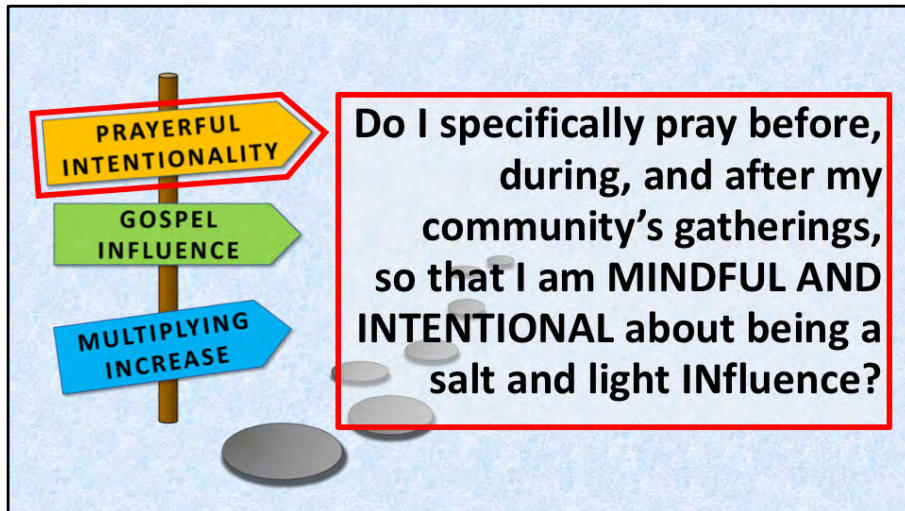 PRAYERFUL
INTENTIONALITY
GOSPEL
INFLUENCE
MULTIPLYING
INCREASE
Do I specifically pray before,
during, and after my
community’s gatherings,
so that I am MINDFUL AND
INTENTIONAL about being a
salt and light INfluence?